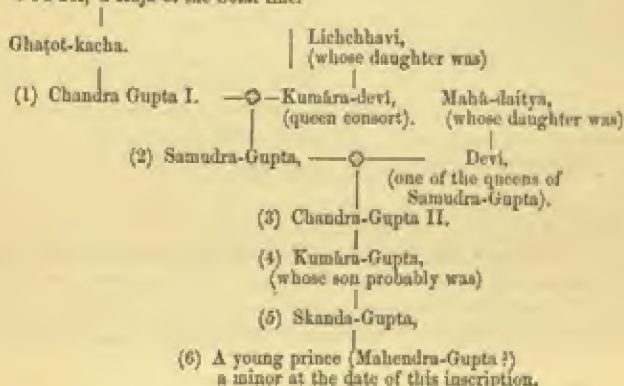 Ghaṭot-kacha.
Lichchhavi,
(whose daughter was)
(1) Chandra Gupta I. Kumára-devi, Mahâ-daitya,
(queen consort). (whose daughter was)
(2) Samudra-Gupta, Devi,
(one of the queens of
Samudra-Gupta).
(3) Chandra-Gupta II.
(4) Kumára-Gupta,
(whose son probably was)
(5) Skanda-Gupta,
(6) A young prince (Mahendra-Gupta?)
a minor at the date of this inscription.